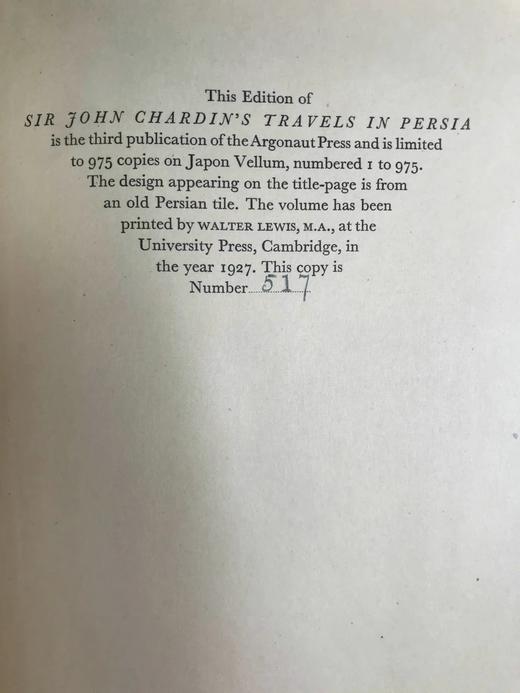 This Edition of
SIR JOHN CHARDIN'S TRAVELS IN PERSIA
is the third publication of the Argonaut Press and is limited
to 975 copies on Japon Vellum, numbered 1 to 975.
The design appearing on the title-page is from
an old Persian tile. The volume has been
printed by WALTER LEWIS, M.A., at the
University Press, Cambridge, in
the year 1927. This copy is
Number 517